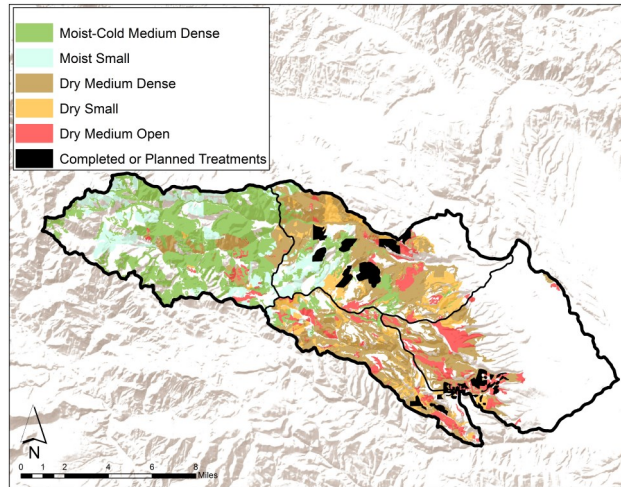 Moist-Cold Medium Dense
Moist Small
Dry Medium Dense
Dry Small
Dry Medium Open
Completed or Planned Treatments
N
0 1 2 4 6 8
Miles